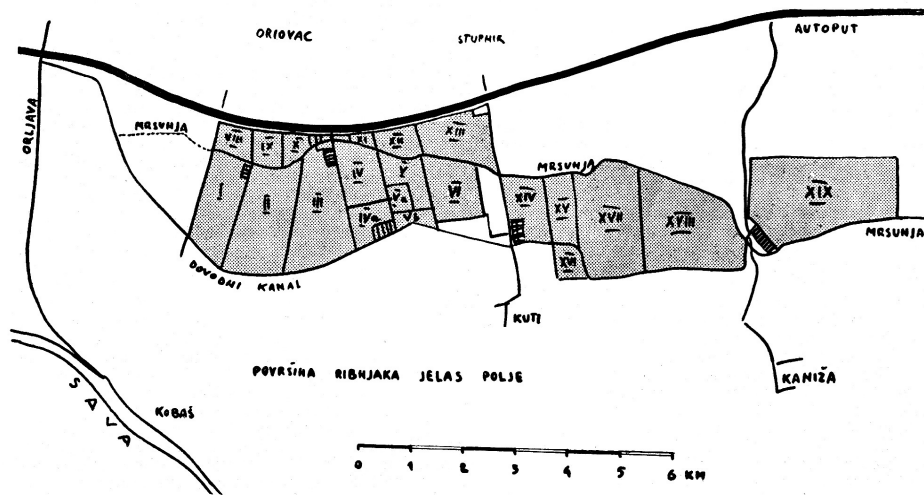 ORIOVAC
STUPNIK
AUTOPUT
ORLJAVA
MRSUNJA
VIII
IX
X
XI
XII
XIII
I
II
III
IV
V
Va
IVa
Vb
VI
MRSUNJA
XIV
XV
XVI
XVII
XVIII
XIX
MRSUNJA
DOVODNI KANAL
KUTI
POVRŠINA RIBNJAKA JELAS POLJE
KANIŽA
SAVA
KOBAŠ
0 1 2 3 4 5 6 KM